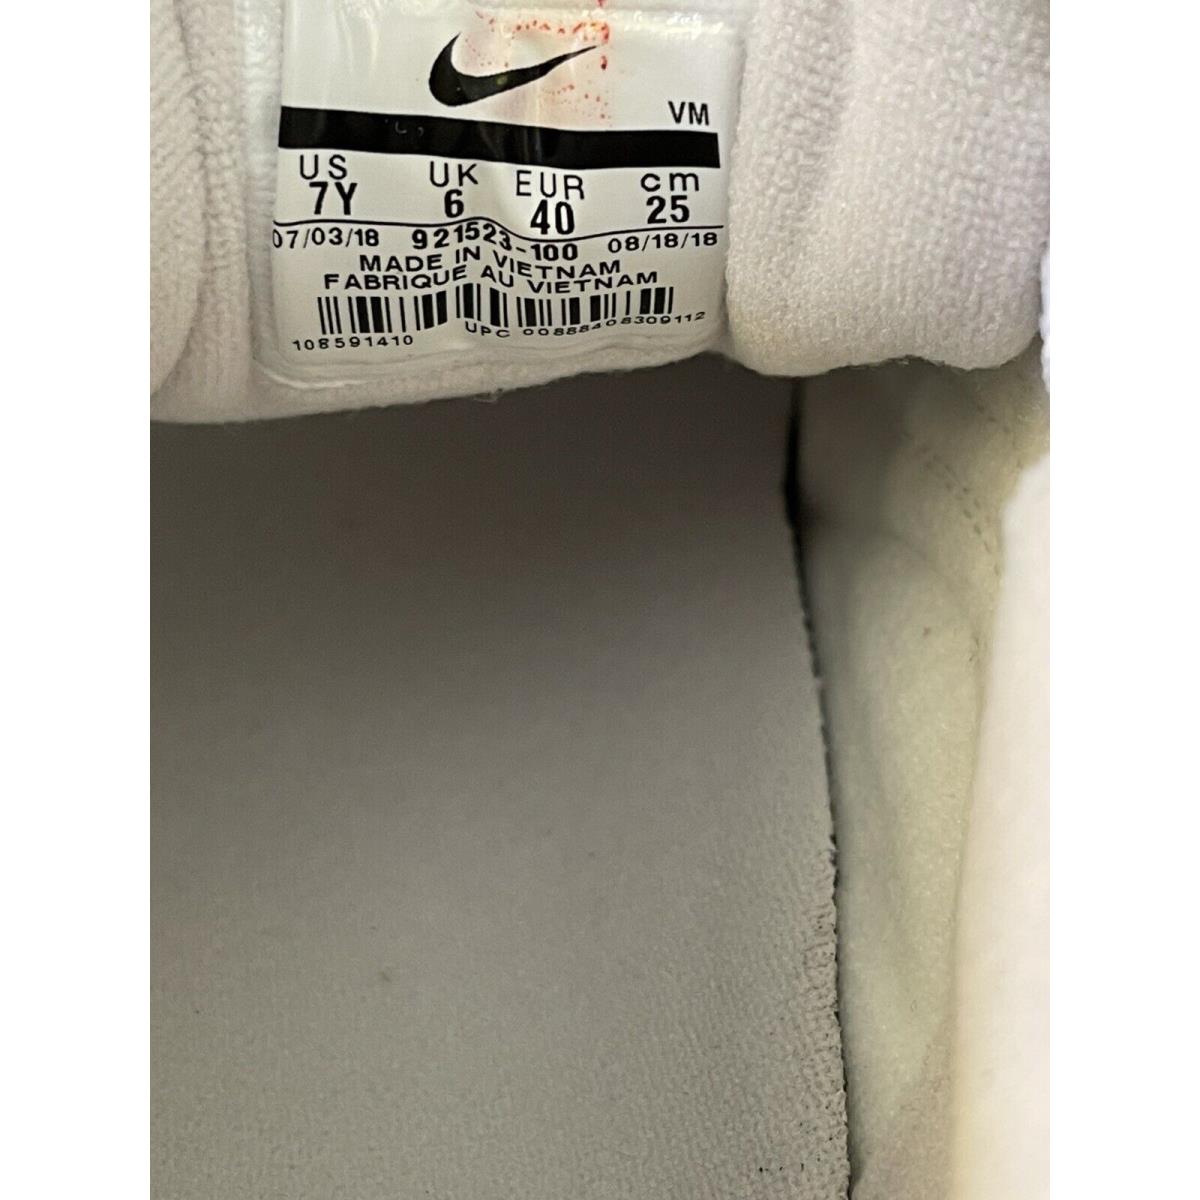 VM
US UK EUR cm
7Y 6 40 25
07/03/18 921523-100 08/18/18
MADE IN VIETNAM
FABRIQUE AU VIETNAM
108591410 UPC 00888408309112